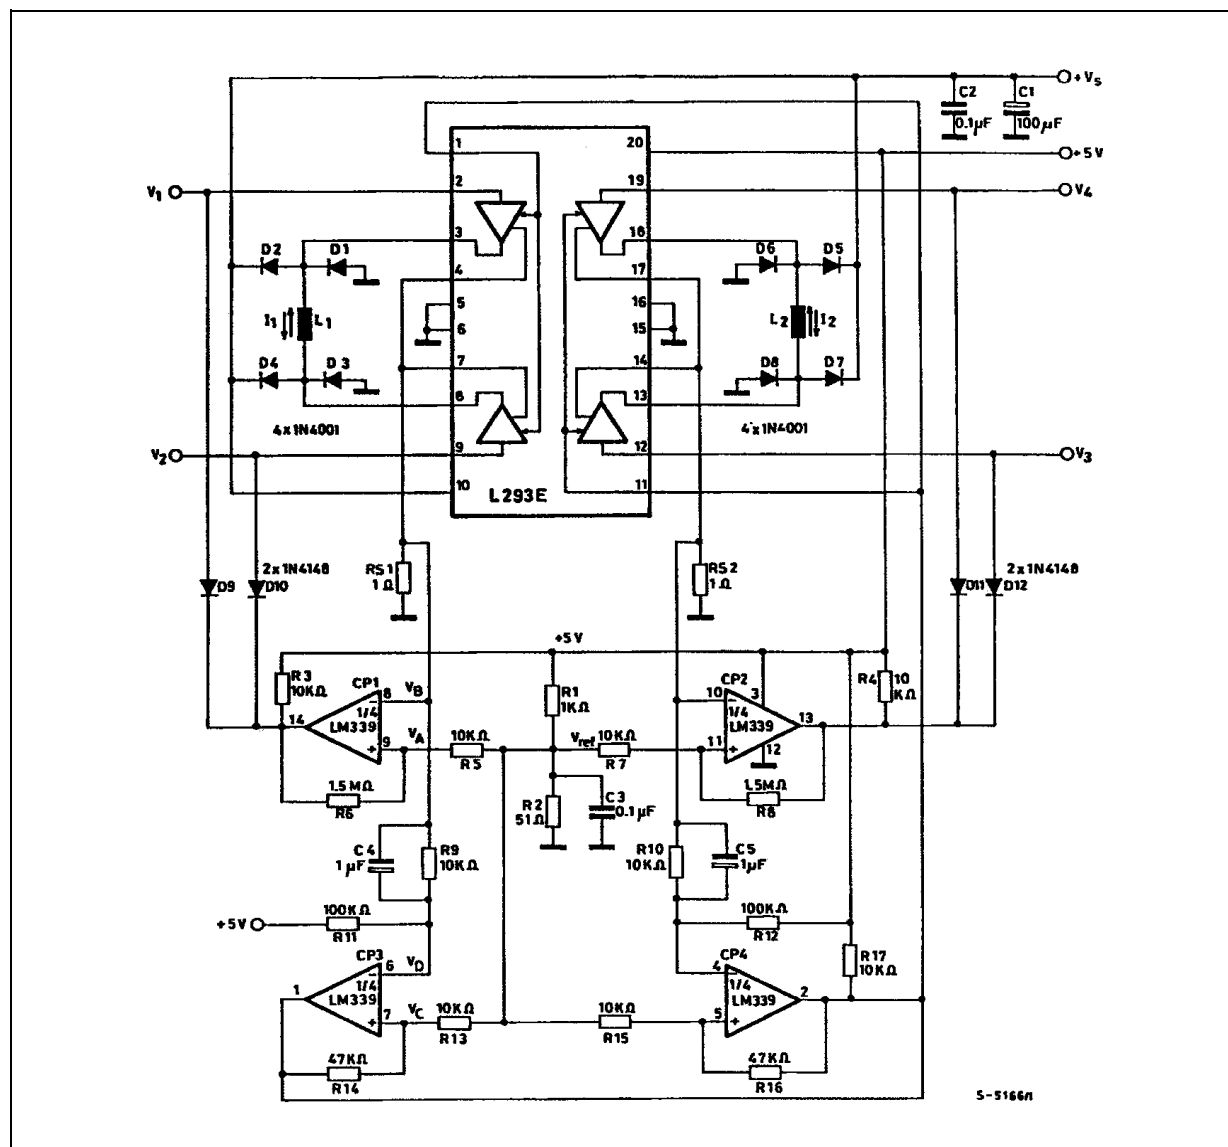 +Vs
C2
C1
0.1µF
100µF
1
20
+5V
2
19
V1
V4
3
18
D2
D1
D6
D5
4
17
5
16
I1
L1
6
15
L2
I2
7
14
D4
D3
D8
D7
8
13
4x1N4001
4x1N4001
9
12
V2
V3
10
11
L293E
RS1
1Ω
RS2
1Ω
2x1N4148
D9
D10
2x1N4148
D11
D12
+5V
R3
10KΩ
CP1
VB
8
−
1/4
LM339
14
VA
9
+
R1
1KΩ
CP2
10
−
3
1/4
LM339
13
R4
10
KΩ
10KΩ
R5
Vref
10KΩ
R7
11
+
12
1.5MΩ
R6
R2
51Ω
C3
0.1µF
1.5MΩ
R8
C4
1µF
R9
10KΩ
R10
10KΩ
C5
1µF
+5V
100KΩ
R11
100KΩ
R12
CP3
6
−
VD
CP4
4
−
R17
10KΩ
1
1/4
LM339
1/4
LM339
2
7
+
VC
10KΩ
R13
10KΩ
R15
5
+
47KΩ
R14
47KΩ
R16
S-5166/1